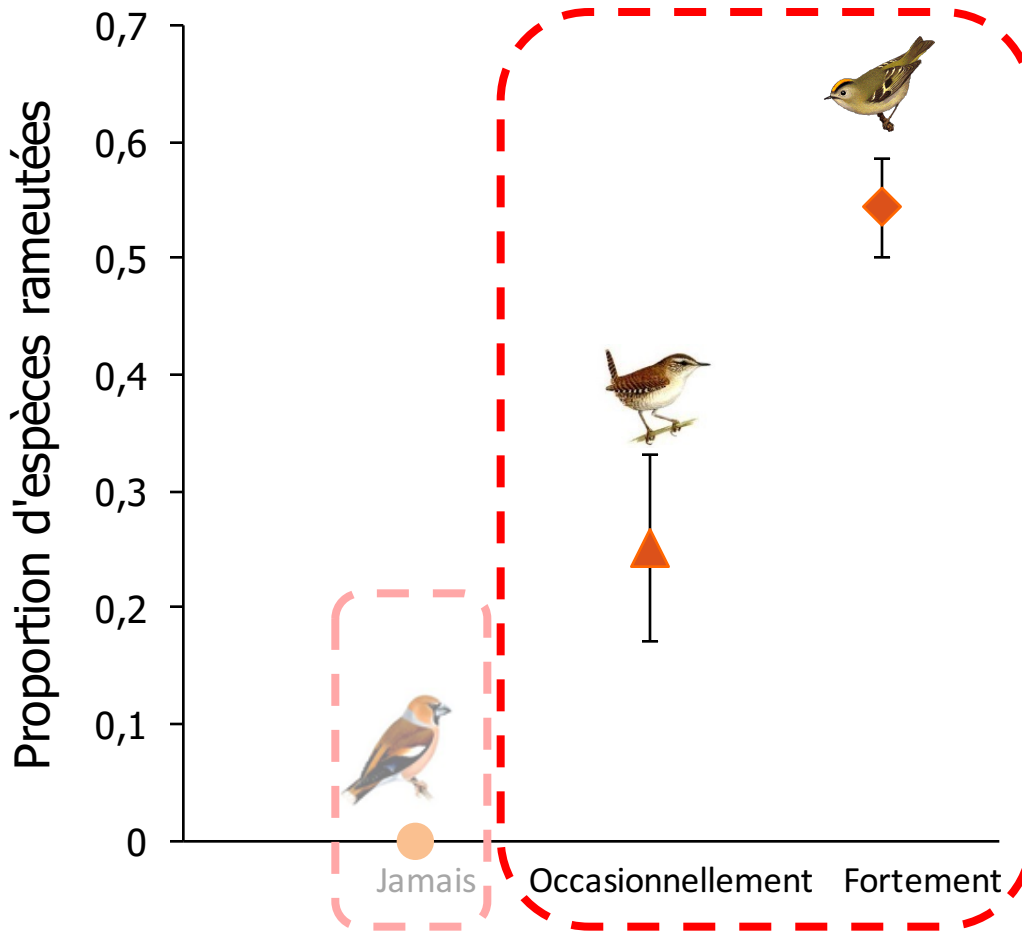 Proportion d'espèces rameutées
0,7
0,6
0,5
0,4
0,3
0,2
0,1
0
Jamais
Occasionnellement
Fortement